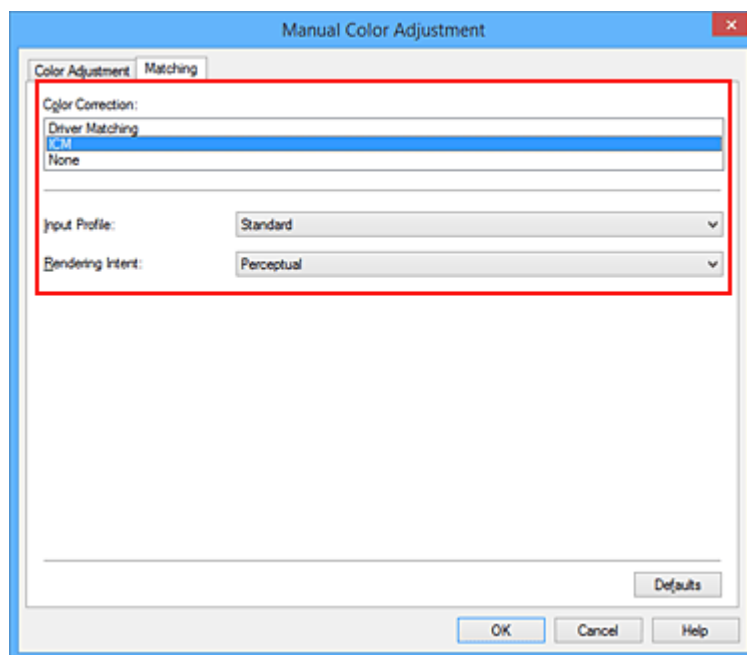 Manual Color Adjustment
Color Adjustment Matching
Color Correction:
Driver Matching
ICM
None
Input Profile: Standard
Rendering Intent: Perceptual
Defaults
OK Cancel Help